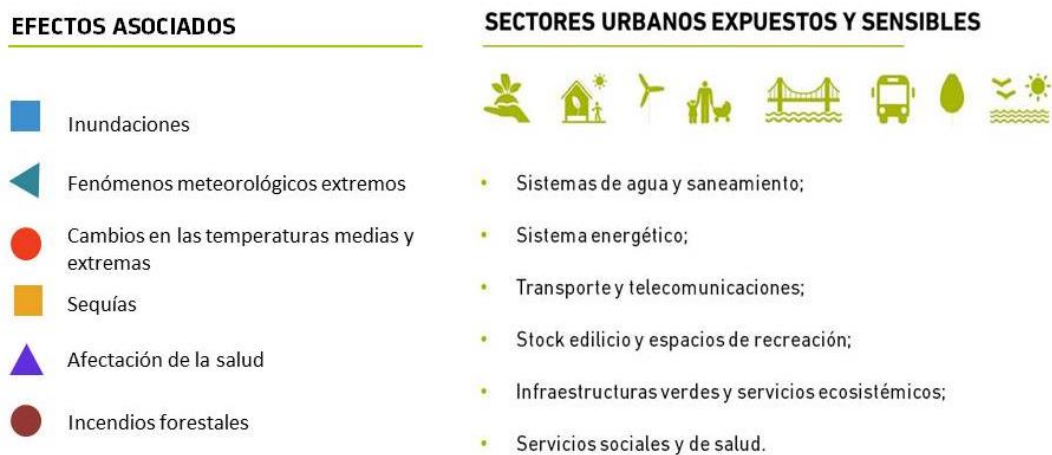 EFECTOS ASOCIADOS
Inundaciones
Fenómenos meteorológicos extremos
Cambios en las temperaturas medias y
extremas
Sequías
Afectación de la salud
Incendios forestales
SECTORES URBANOS EXPUESTOS Y SENSIBLES
• Sistemas de agua y saneamiento;
• Sistema energético;
• Transporte y telecomunicaciones;
• Stock edilicio y espacios de recreación;
• Infraestructuras verdes y servicios ecosistémicos;
• Servicios sociales y de salud.